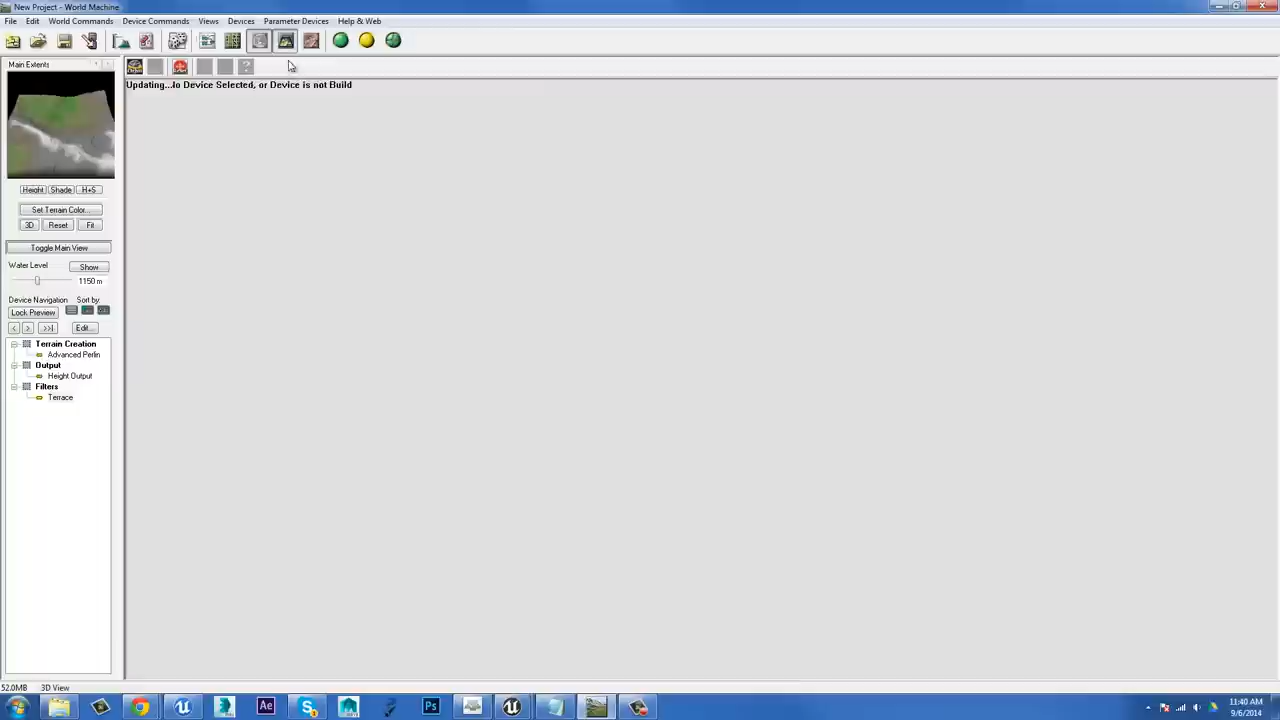 New Project - World Machine
File Edit World Commands Device Commands Views Devices Parameter Devices Help & Web
Main Extents
Updating...
o Device Selected, or Device is not Build
Height Shade H+S
Set Terrain Color...
3D Reset Fit
Toggle Main View
Water Level Show
1150 m
Device Navigation Sort by:
Lock Preview
< > >>| Edit...
Terrain Creation
Advanced Perlin
Output
Height Output
Filters
Terrace
52.0MB 3D View
Ae S Ps
11:40 AM
9/6/2014